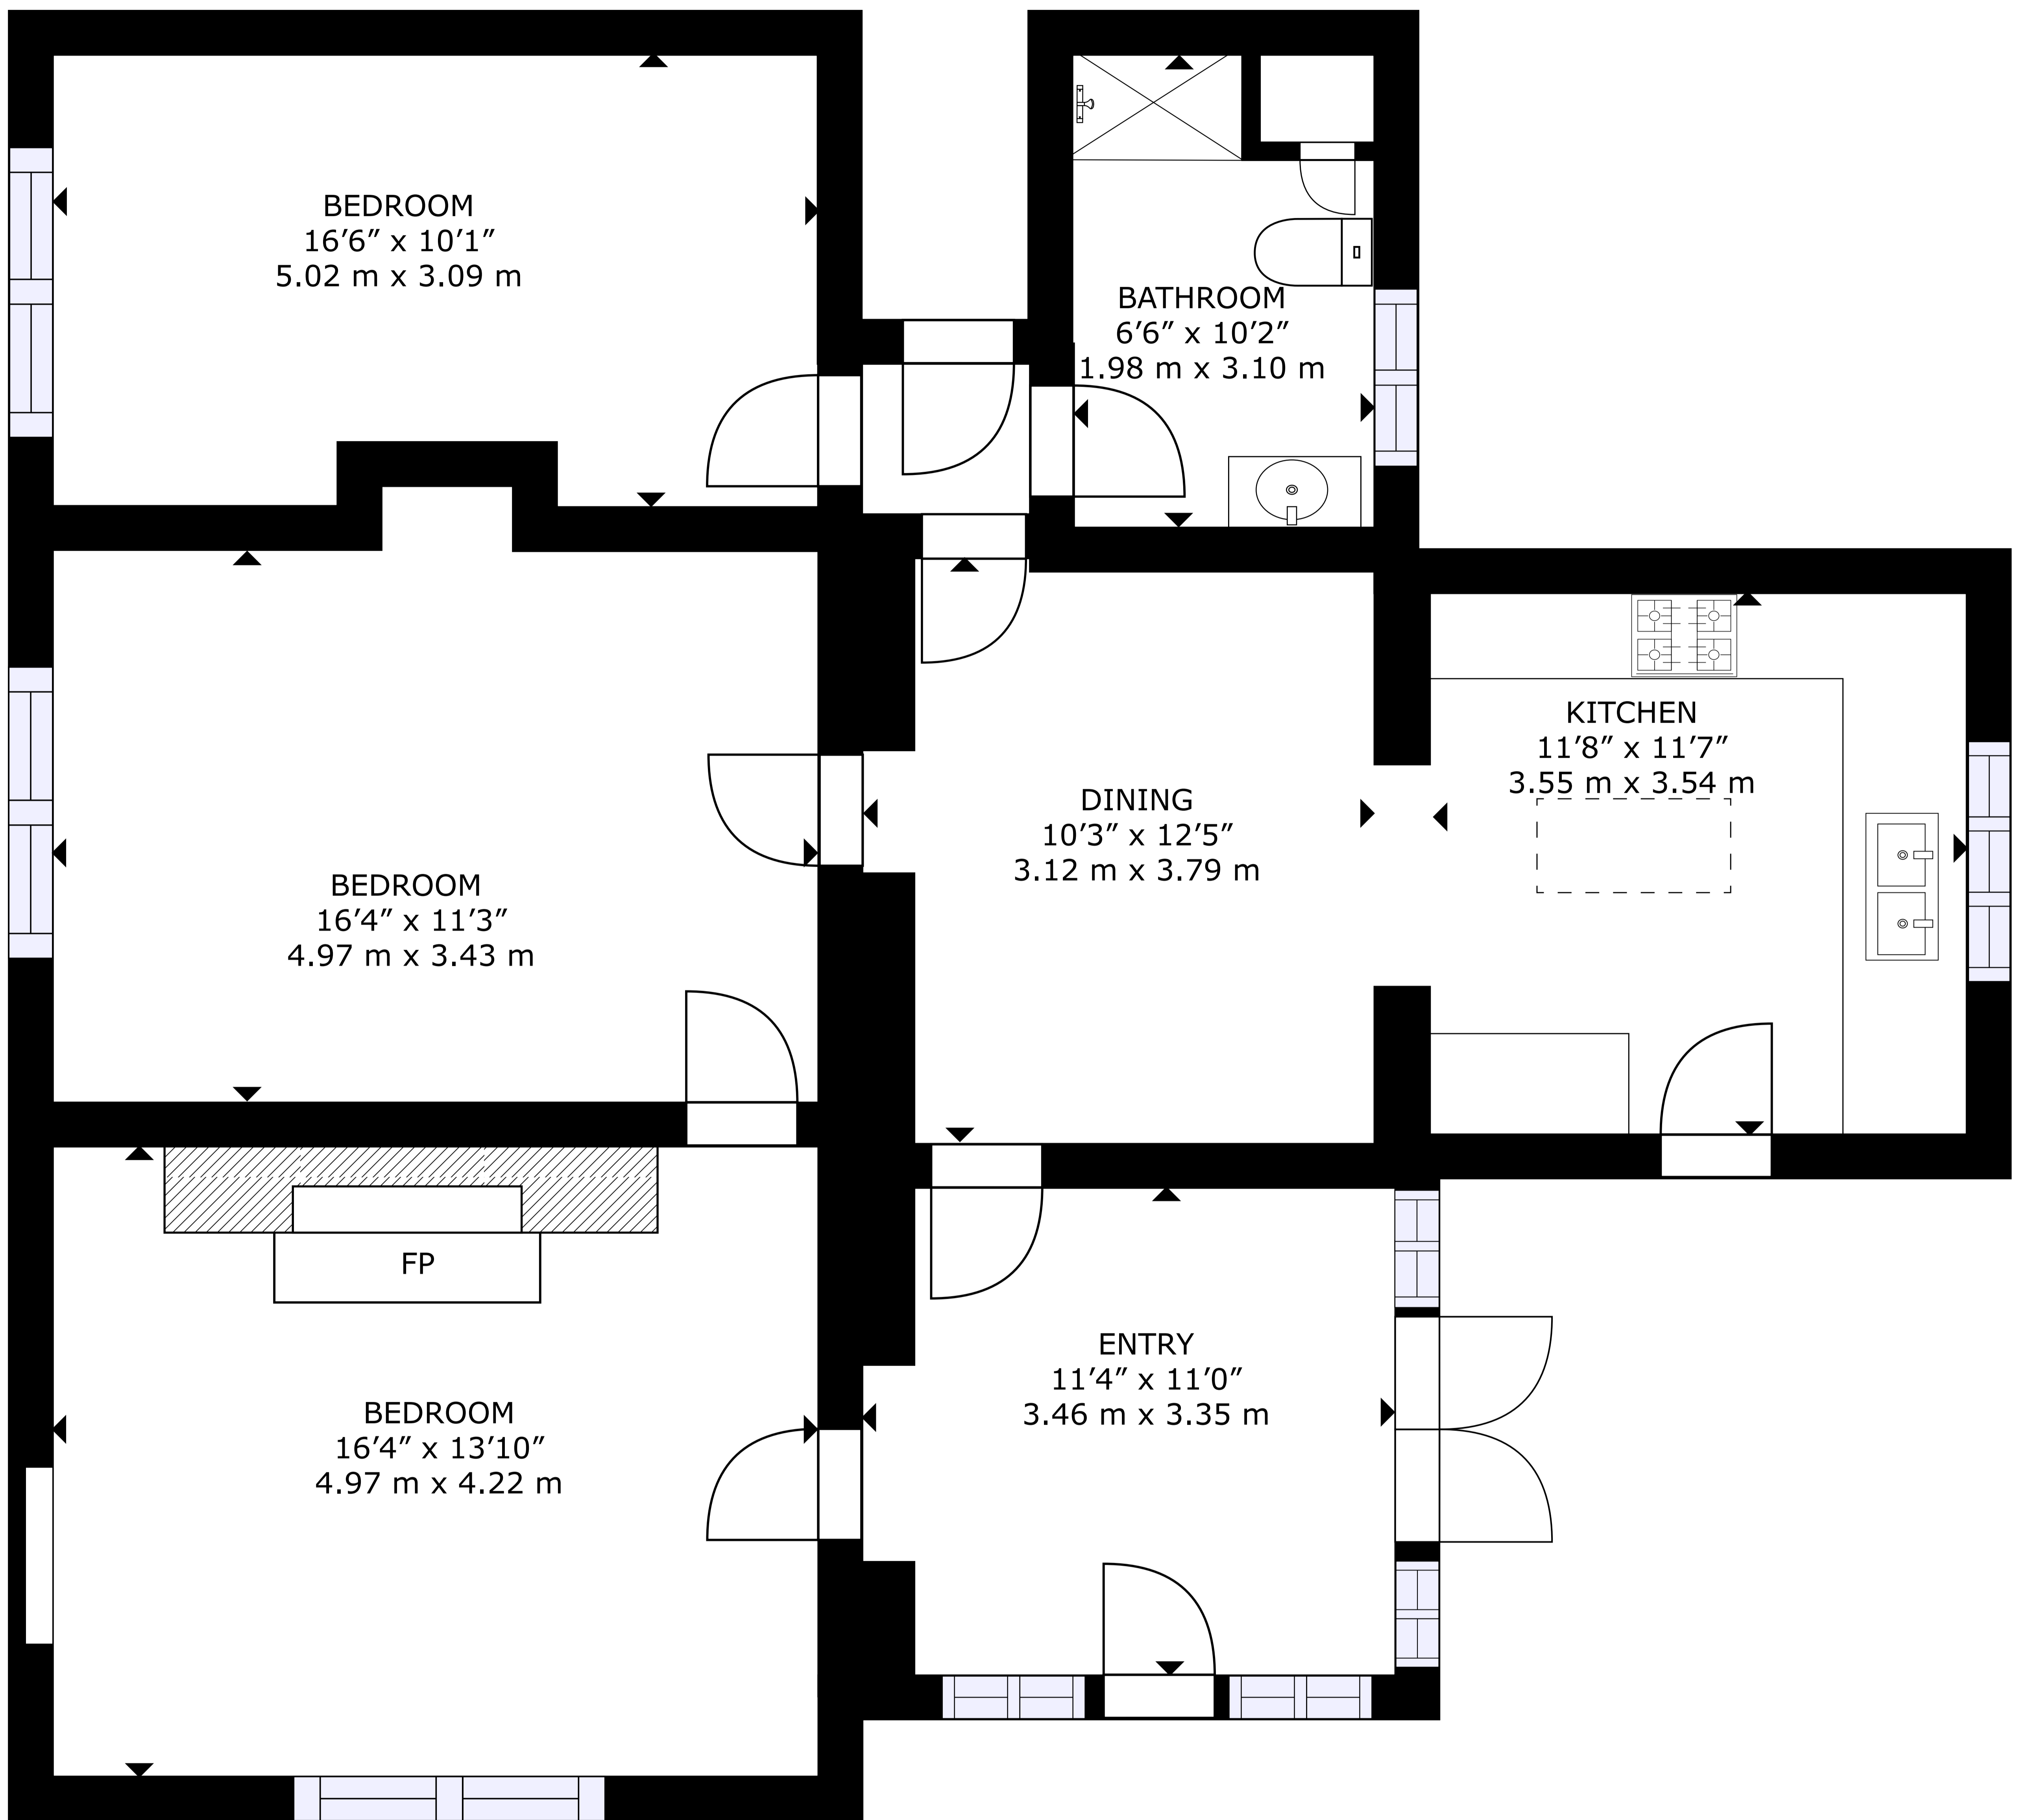 BEDROOM
16′6″ x 10′1″
5.02 m x 3.09 m
BATHROOM
6′6″ x 10′2″
1.98 m x 3.10 m
KITCHEN
11′8″ x 11′7″
3.55 m x 3.54 m
DINING
10′3″ x 12′5″
3.12 m x 3.79 m
BEDROOM
16′4″ x 11′3″
4.97 m x 3.43 m
FP
ENTRY
11′4″ x 11′0″
3.46 m x 3.35 m
BEDROOM
16′4″ x 13′10″
4.97 m x 4.22 m